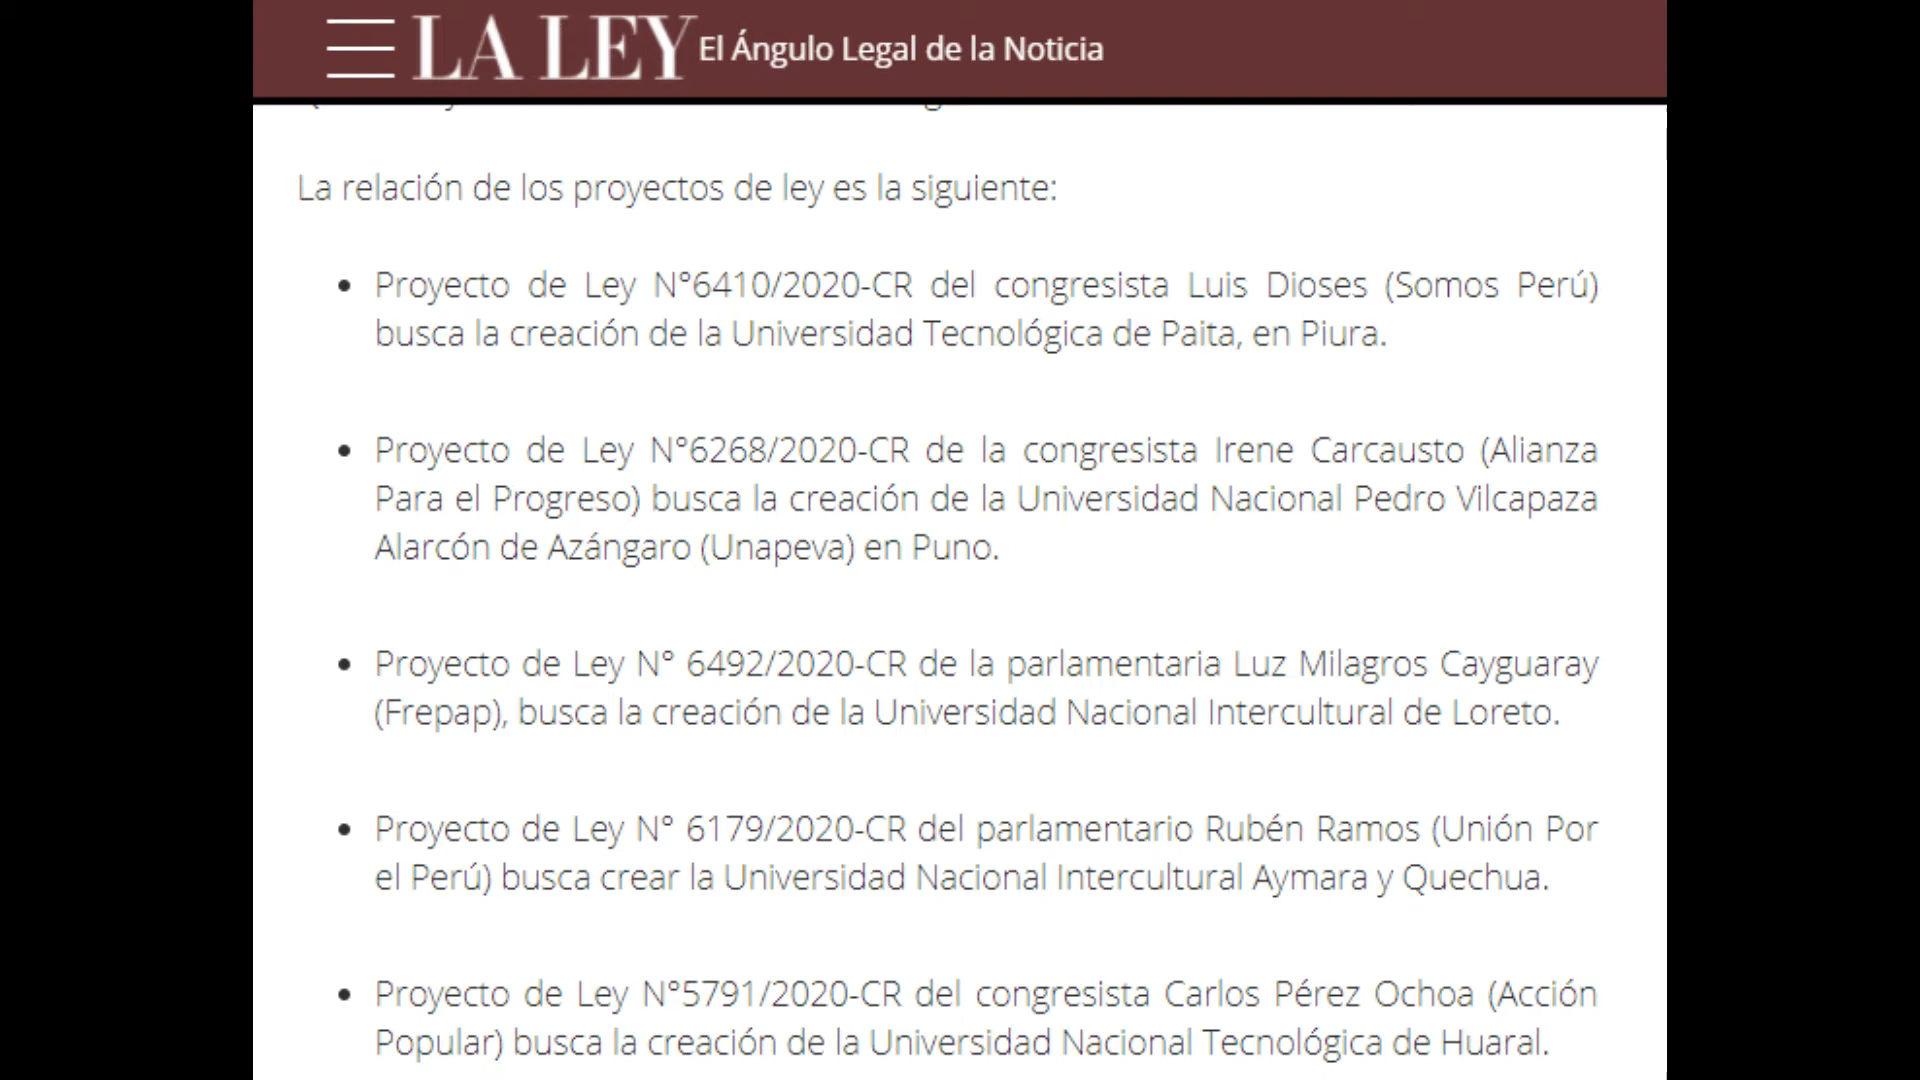 LA LEY El Ángulo Legal de la Noticia
La relación de los proyectos de ley es la siguiente:
• Proyecto de Ley N°6410/2020-CR del congresista Luis Dioses (Somos Perú)
busca la creación de la Universidad Tecnológica de Paita, en Piura.
• Proyecto de Ley N°6268/2020-CR de la congresista Irene Carcausto (Alianza
Para el Progreso) busca la creación de la Universidad Nacional Pedro Vilcapaza
Alarcón de Azángaro (Unapeva) en Puno.
• Proyecto de Ley N° 6492/2020-CR de la parlamentaria Luz Milagros Cayguaray
(Frepap), busca la creación de la Universidad Nacional Intercultural de Loreto.
• Proyecto de Ley N° 6179/2020-CR del parlamentario Rubén Ramos (Unión Por
el Perú) busca crear la Universidad Nacional Intercultural Aymara y Quechua.
• Proyecto de Ley N°5791/2020-CR del congresista Carlos Pérez Ochoa (Acción
Popular) busca la creación de la Universidad Nacional Tecnológica de Huaral.